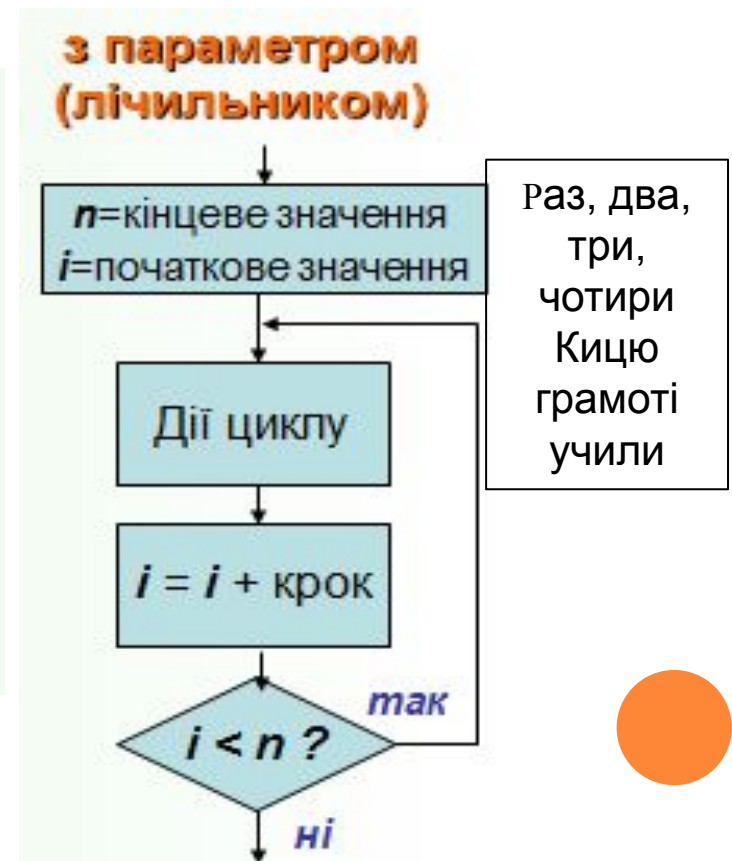 з параметром
(лічильником)
n=кінцеве значення
i=початкове значення
Раз, два,
три,
чотири
Кицю
грамоті
учили
Дії циклу
i = i + крок
i < n ?
так
ні